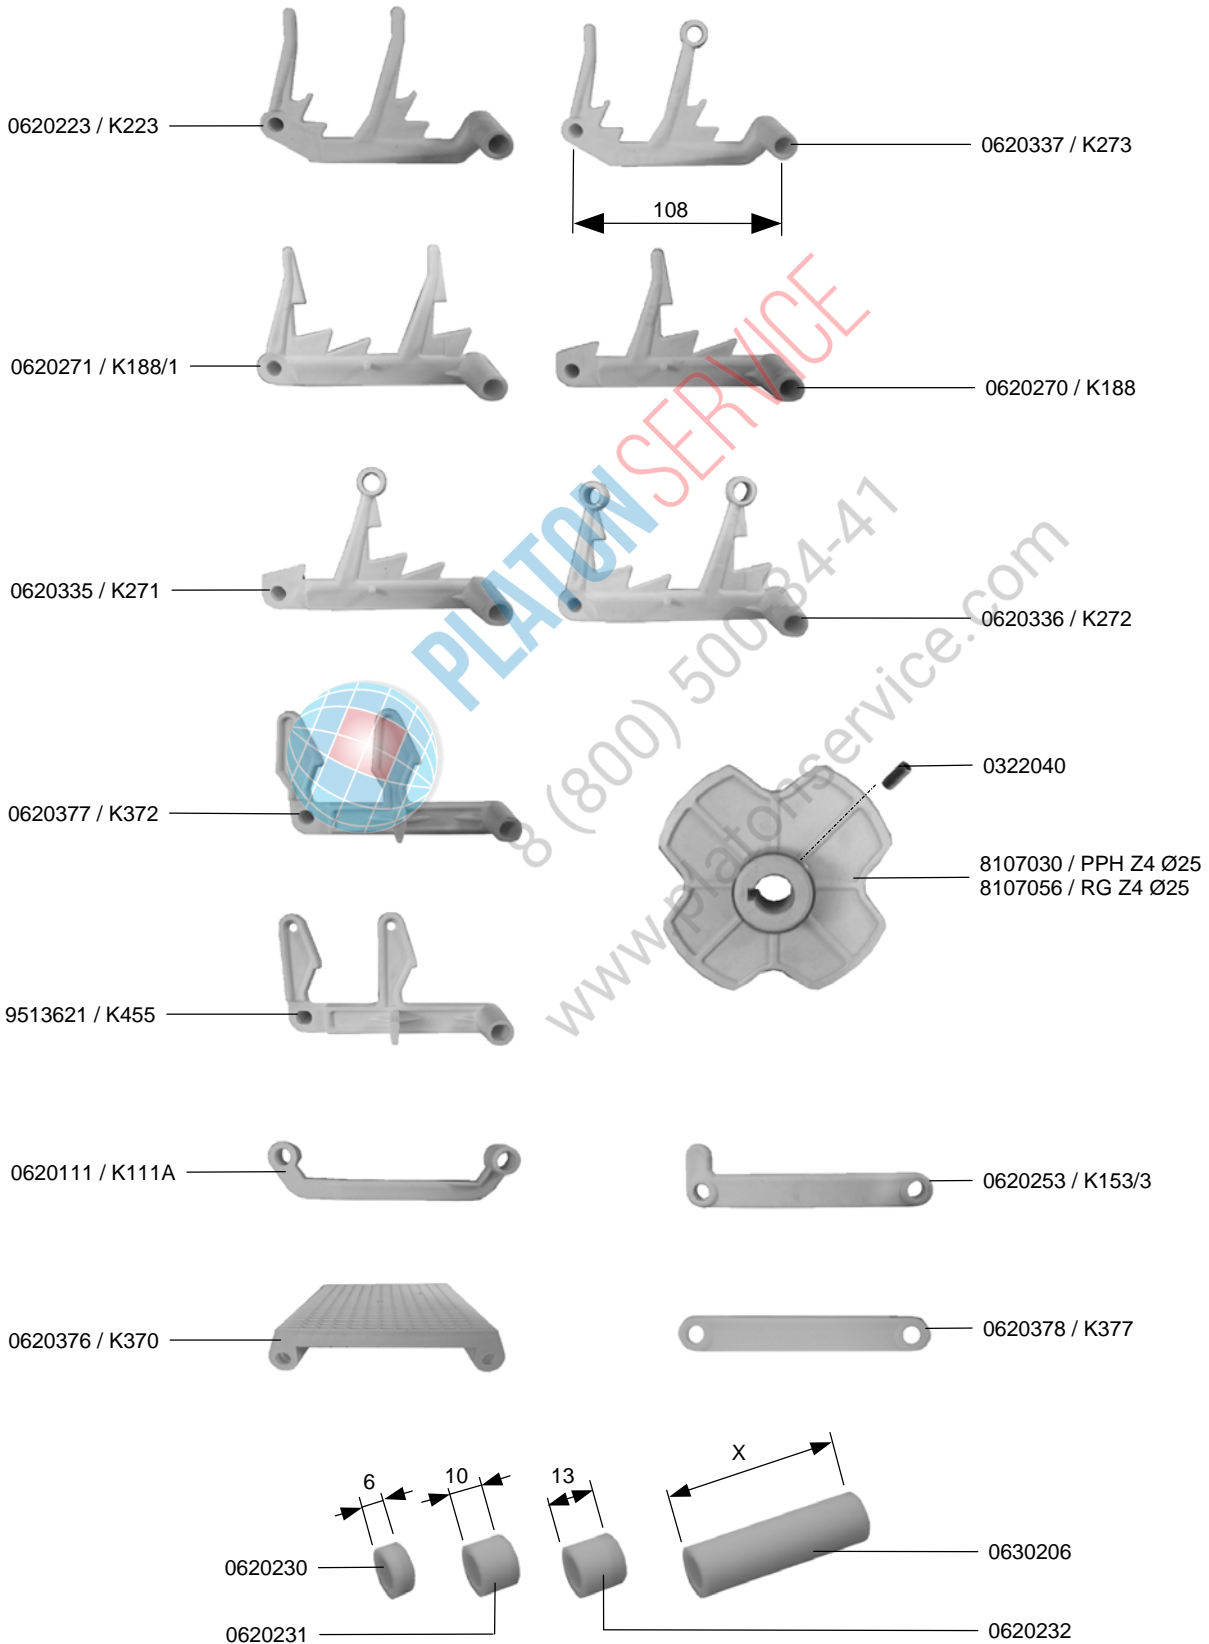 0620223 / K223
0620337 / K273
108
0620271 / K188/1
0620270 / K188
0620335 / K271
0620336 / K272
PLATONSERVICE
8 (800) 500-34-41
www.platonservice.com
0620377 / K372
0322040
8107030 / PPH Z4 Ø25
8107056 / RG Z4 Ø25
9513621 / K455
0620111 / K111A
0620253 / K153/3
0620376 / K370
0620378 / K377
6
10
13
X
0620230
0630206
0620231
0620232